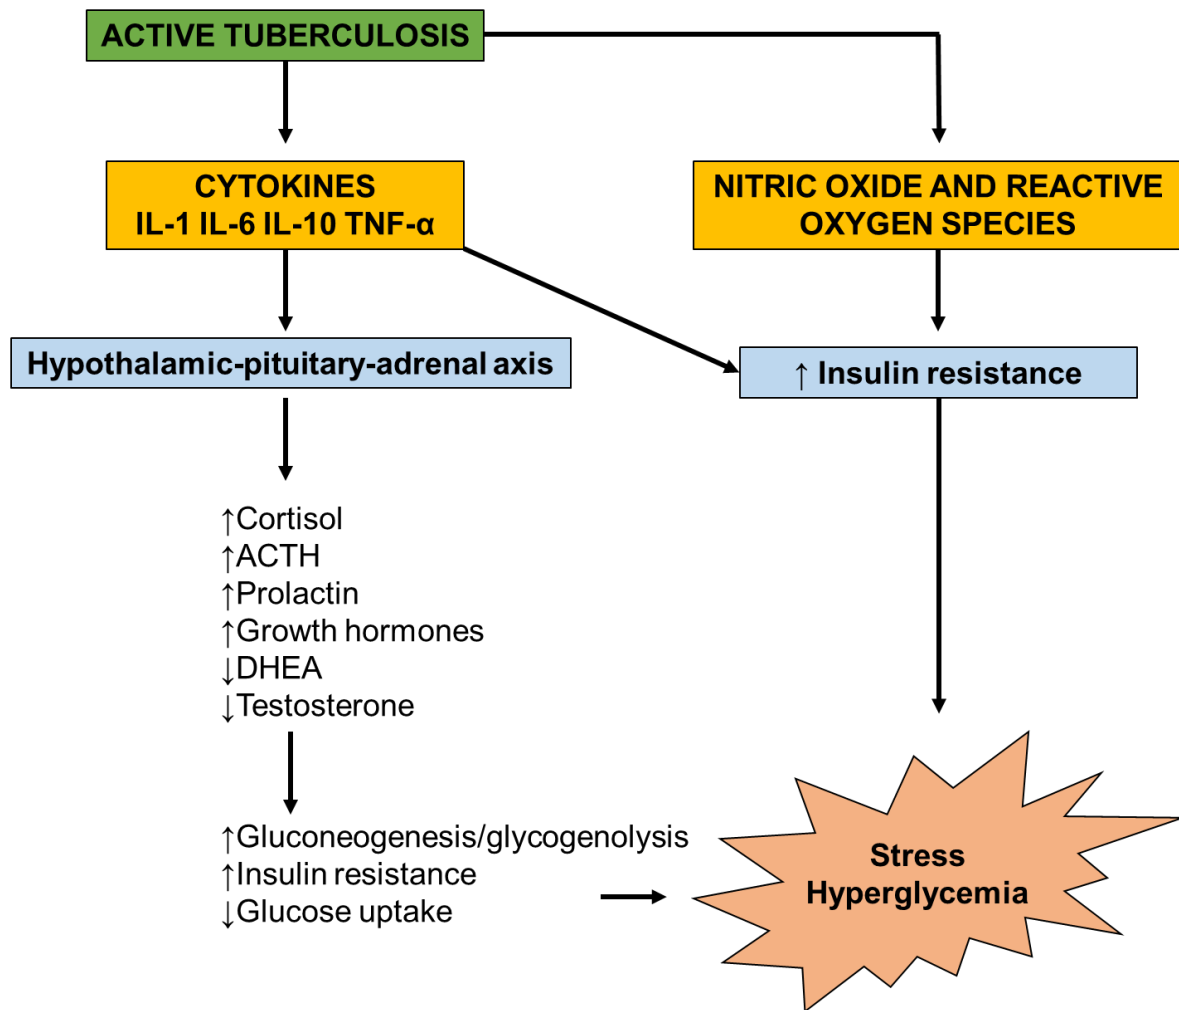 ACTIVE TUBERCULOSIS
CYTOKINES
IL-1 IL-6 IL-10 TNF-α
NITRIC OXIDE AND REACTIVE
OXYGEN SPECIES
Hypothalamic-pituitary-adrenal axis
↑ Insulin resistance
↑Cortisol
↑ACTH
↑Prolactin
↑Growth hormones
↓DHEA
↓Testosterone
↑Gluconeogenesis/glycogenolysis
↑Insulin resistance
↓Glucose uptake
Stress
Hyperglycemia